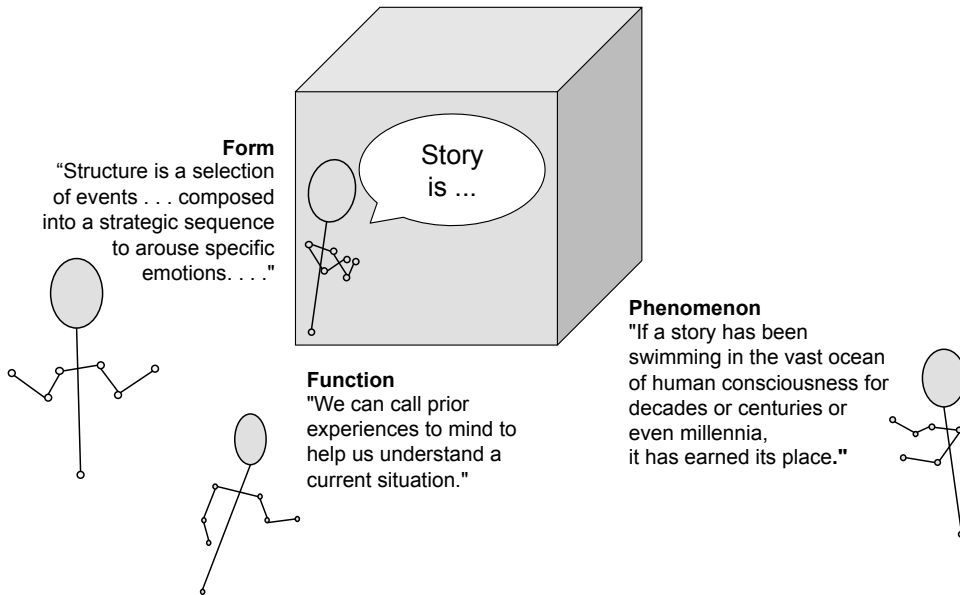 Form
“Structure is a selection
of events . . . composed
into a strategic sequence
to arouse specific
emotions. . . ."
Story
is ...
Function
"We can call prior
experiences to mind to
help us understand a
current situation."
Phenomenon
"If a story has been
swimming in the vast ocean
of human consciousness for
decades or centuries or
even millennia,
it has earned its place."